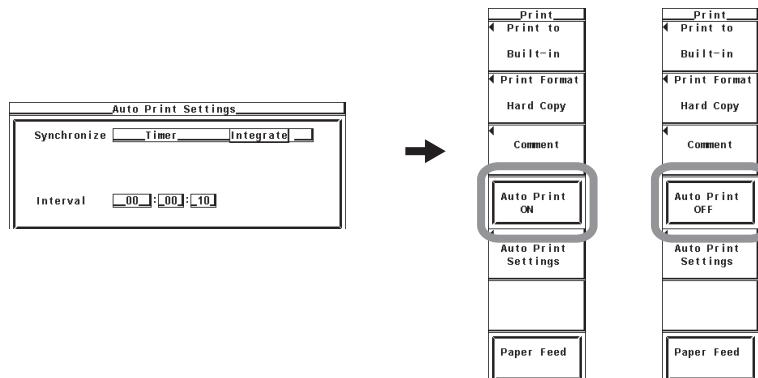 Auto Print Settings
Synchronize Timer Integrate
Interval 00 : 00 : 10
Print
Print to
Built-in
Print Format
Hard Copy
Comment
Auto Print
ON
Auto Print
Settings
Paper Feed
Print
Print to
Built-in
Print Format
Hard Copy
Comment
Auto Print
OFF
Auto Print
Settings
Paper Feed